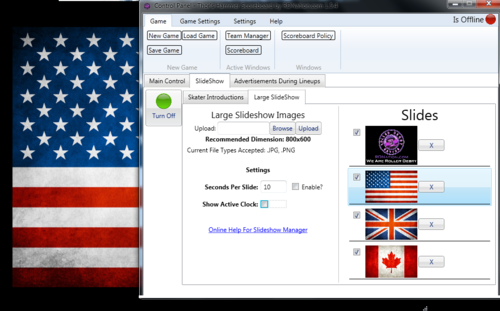 Is Offline
Game
Game Settings
Settings
Help
New Game
Load Game
Team Manager
Scoreboard Policy
Save Game
Scoreboard
New Game
Active Windows
Windows
Main Control
SlideShow
Advertisements During Lineups
Turn Off
Skater Introductions
Large SlideShow
Large Slideshow Images
Upload:
Browse
Upload
Recommended Dimension: 800x600
Current File Types Accepted: .JPG, .PNG
Settings
Seconds Per Slide:
10
Enable?
Show Active Clock:
Online Help For Slideshow Manager
Slides
We Are Roller Derby
X
X
X
X